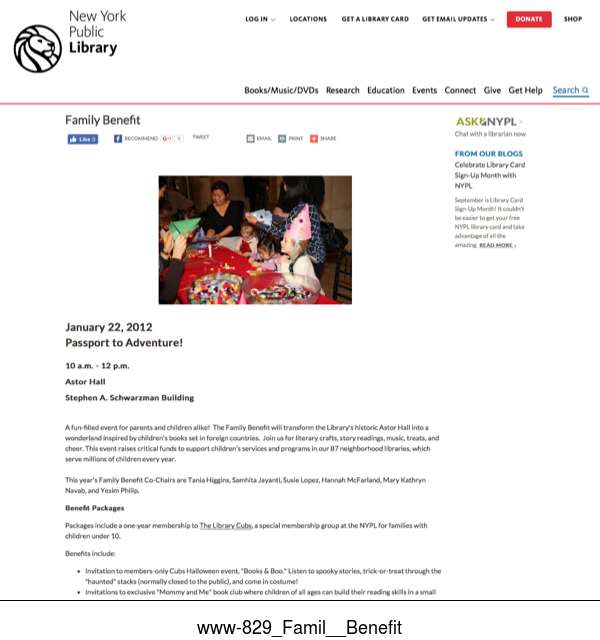 New York
Public
Library
LOG IN LOCATIONS GET A LIBRARY CARD GET EMAIL UPDATES DONATE SHOP
Books/Music/DVDs Research Education Events Connect Give Get Help Search
Family Benefit
Like 0 RECOMMEND G+1 0 TWEET EMAIL PRINT SHARE
ASK NYPL >
Chat with a librarian now
FROM OUR BLOGS
Celebrate Library Card
Sign-Up Month with
NYPL
September is Library Card
Sign-Up Month! It couldn't
be easier to get your free
NYPL library card and take
advantage of all the
amazing READ MORE ›
January 22, 2012
Passport to Adventure!
10 a.m. - 12 p.m.
Astor Hall
Stephen A. Schwarzman Building
A fun-filled event for parents and children alike! The Family Benefit will transform the Library's historic Astor Hall into a
wonderland inspired by children's books set in foreign countries. Join us for literary crafts, story readings, music, treats, and
cheer. This event raises critical funds to support children's services and programs in our 87 neighborhood libraries, which
serve millions of children every year.
This year's Family Benefit Co-Chairs are Tania Higgins, Samhita Jayanti, Susie Lopez, Hannah McFarland, Mary Kathryn
Navab, and Yesim Philip.
Benefit Packages
Packages include a one-year membership to The Library Cubs, a special membership group at the NYPL for families with
children under 10.
Benefits include:
• Invitation to members-only Cubs Halloween event, "Books & Boo." Listen to spooky stories, trick-or-treat through the
"haunted" stacks (normally closed to the public), and come in costume!
• Invitations to exclusive "Mommy and Me" book club where children of all ages can build their reading skills in a small
www-829_Famil__Benefit